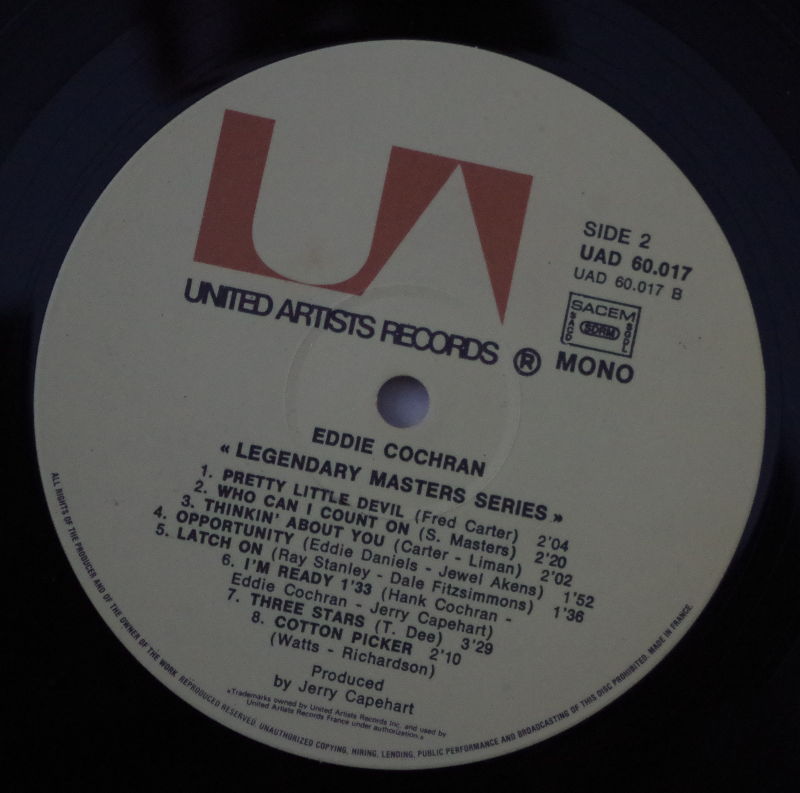 UA
SIDE 2
UAD 60.017
UAD 60.017 B
SACEM
SACD SDRM SGDL
MONO
UNITED ARTISTS RECORDS ®
EDDIE COCHRAN
« LEGENDARY MASTERS SERIES »
1. PRETTY LITTLE DEVIL (Fred Carter) 2'04
2. WHO CAN I COUNT ON (S. Masters) 2'20
3. THINKIN' ABOUT YOU (Carter - Liman) 2'02
4. OPPORTUNITY (Eddie Daniels - Jewel Akens) 1'52
5. LATCH ON (Ray Stanley - Dale Fitzsimmons) 1'36
6. I'M READY 1'33 (Hank Cochran -
Eddie Cochran - Jerry Capehart)
7. THREE STARS (T. Dee) 3'29
8. COTTON PICKER 2'10
(Watts - Richardson)
Produced
by Jerry Capehart
«Trademarks owned by United Artists Records Inc. and used by
United Artists Records France under authorization.»
ALL RIGHTS OF THE PRODUCER AND OF THE OWNER OF THE WORK REPRODUCED RESERVED. UNAUTHORIZED COPYING, HIRING, LENDING, PUBLIC PERFORMANCE AND BROADCASTING OF THIS DISC PROHIBITED. MADE IN FRANCE.